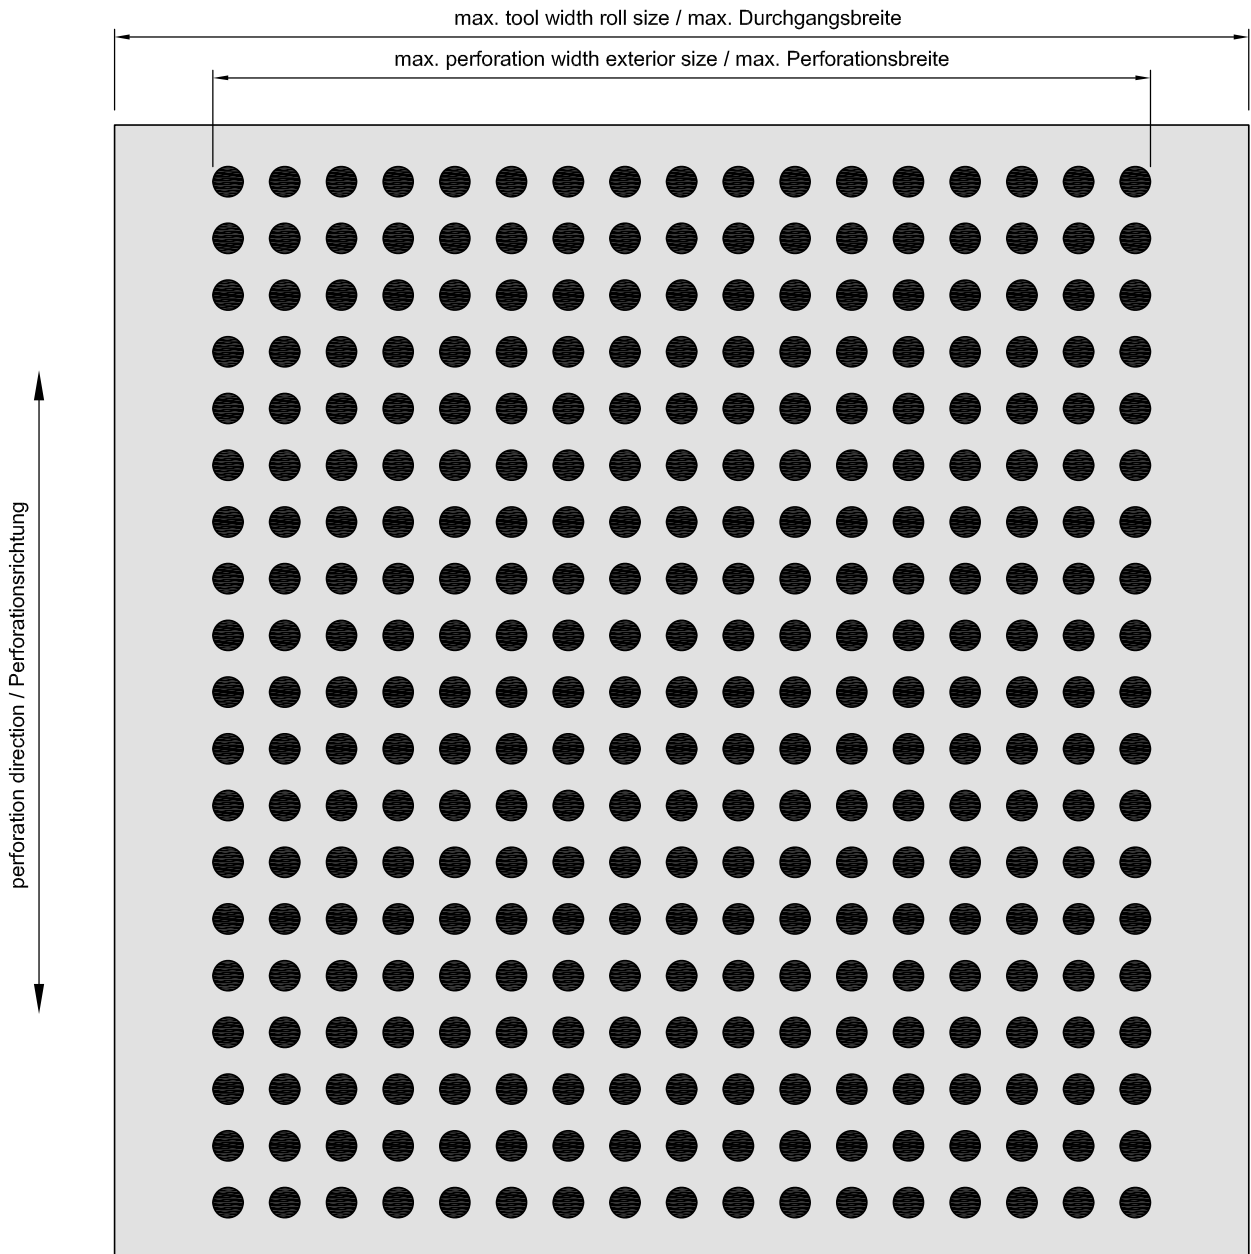 max. tool width roll size / max. Durchgangsbreite
max. perforation width exterior size / max. Perforationsbreite
perforation direction / Perforationsrichtung